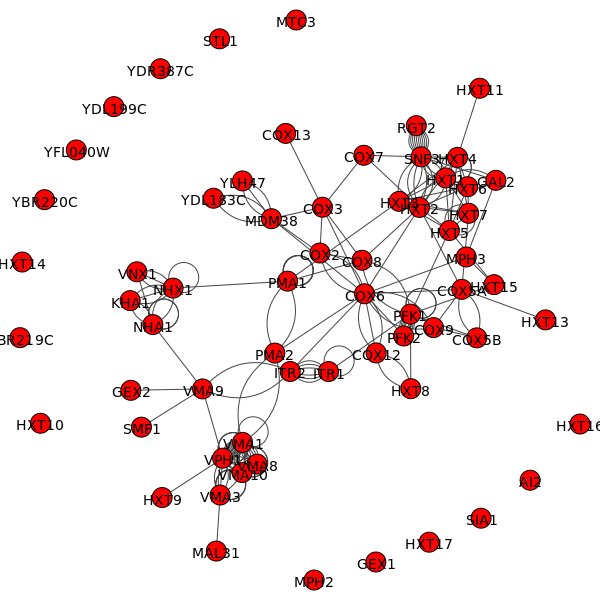 MTC3
STL1
YDR387C
HXT11
YDL199C
RGT2
COX13
YFL040W
COX7
SNF3
HXT4
HXT1
YLH47
GAL2
HXT6
YBR220C
YDL183C
HXT3
COX3
HXT2
HXT7
MDM38
HXT5
COX2
MPH3
HXT14
COX8
VNX1
PMA1
NHX1
HXT15
COX5A
COX6
KHA1
PFK1
HXT13
NHA1
COX9
BR219C
PFK2
COX5B
PMA2
COX12
ITR2
ITR1
GEX2
VMA9
HXT8
HXT10
SMF1
HXT16
VMA1
VPH1
VMA8
VMA10
AI2
HXT9
VMA3
SIA1
HXT17
MAL31
GEX1
MPH2